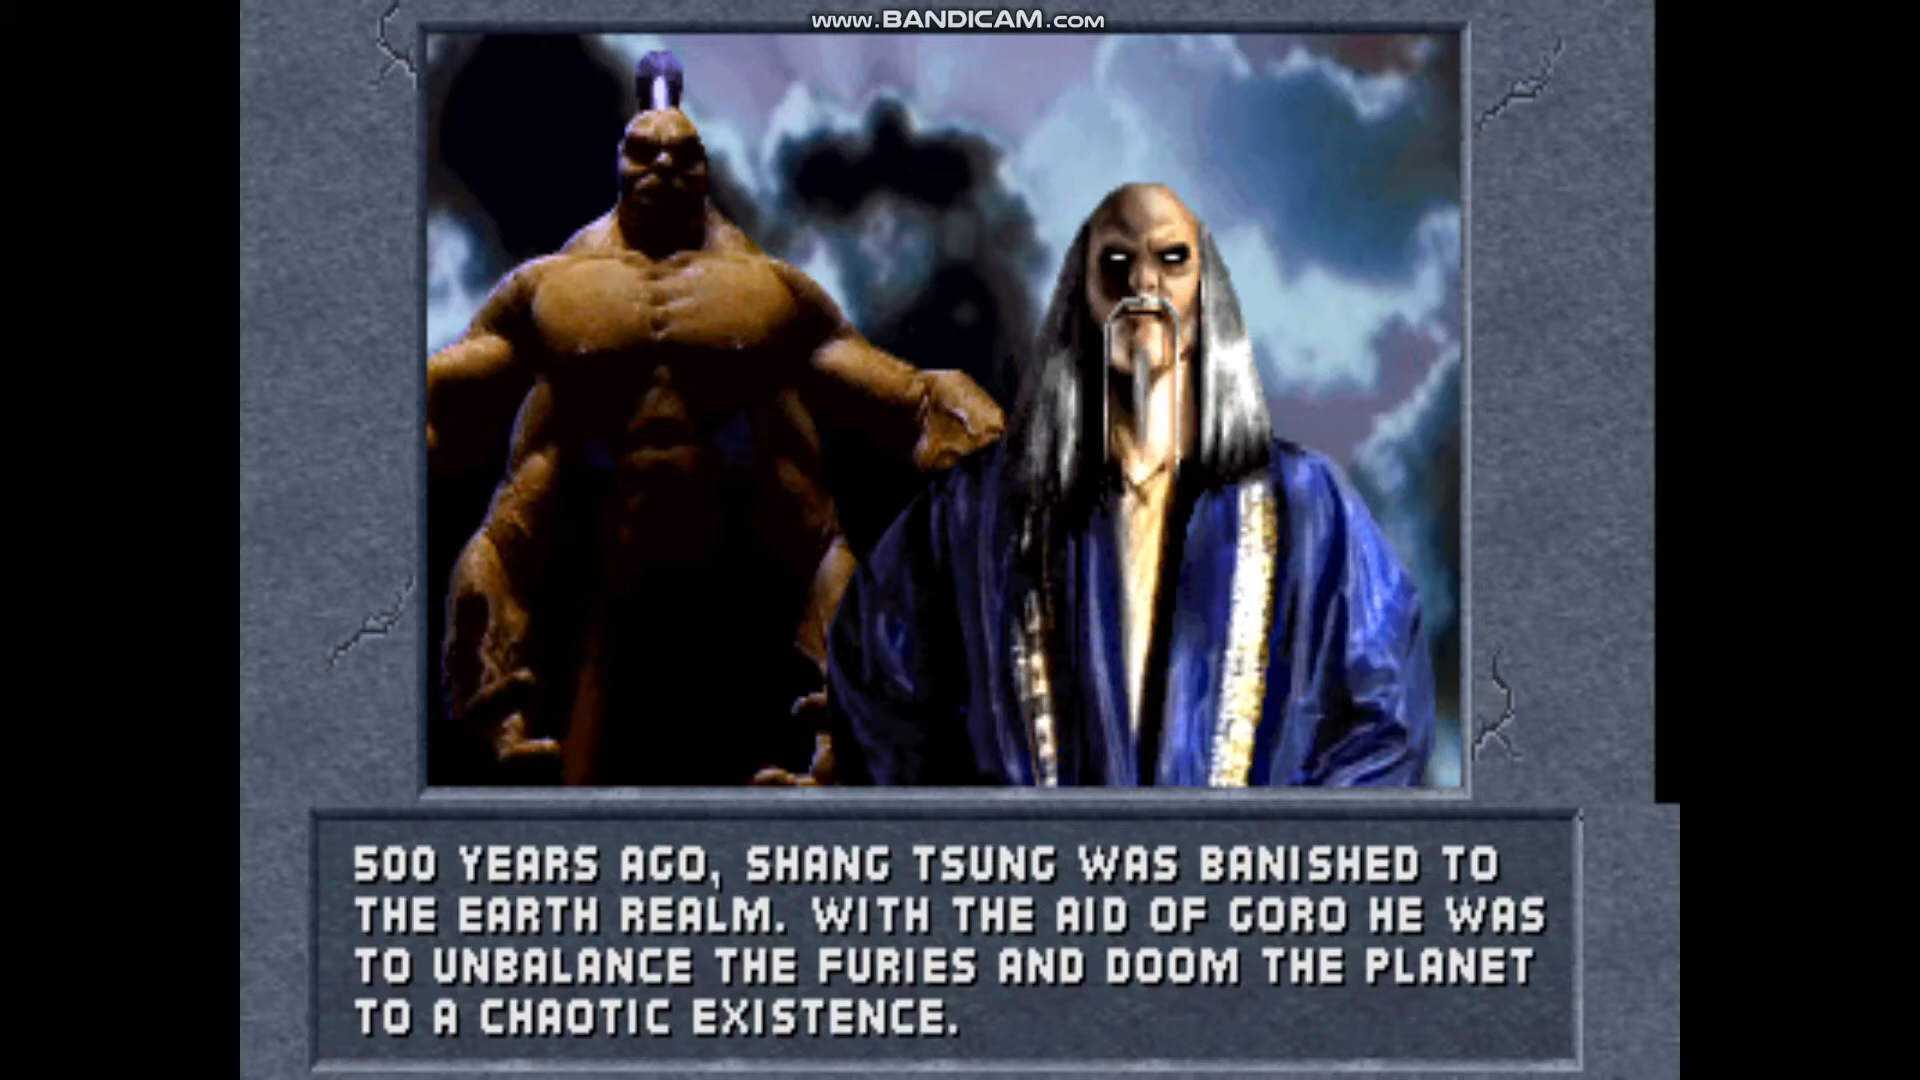 www.BANDICAM.com
500 YEARS AGO, SHANG TSUNG WAS BANISHED TO
THE EARTH REALM. WITH THE AID OF GORO HE WAS
TO UNBALANCE THE FURIES AND DOOM THE PLANET
TO A CHAOTIC EXISTENCE.